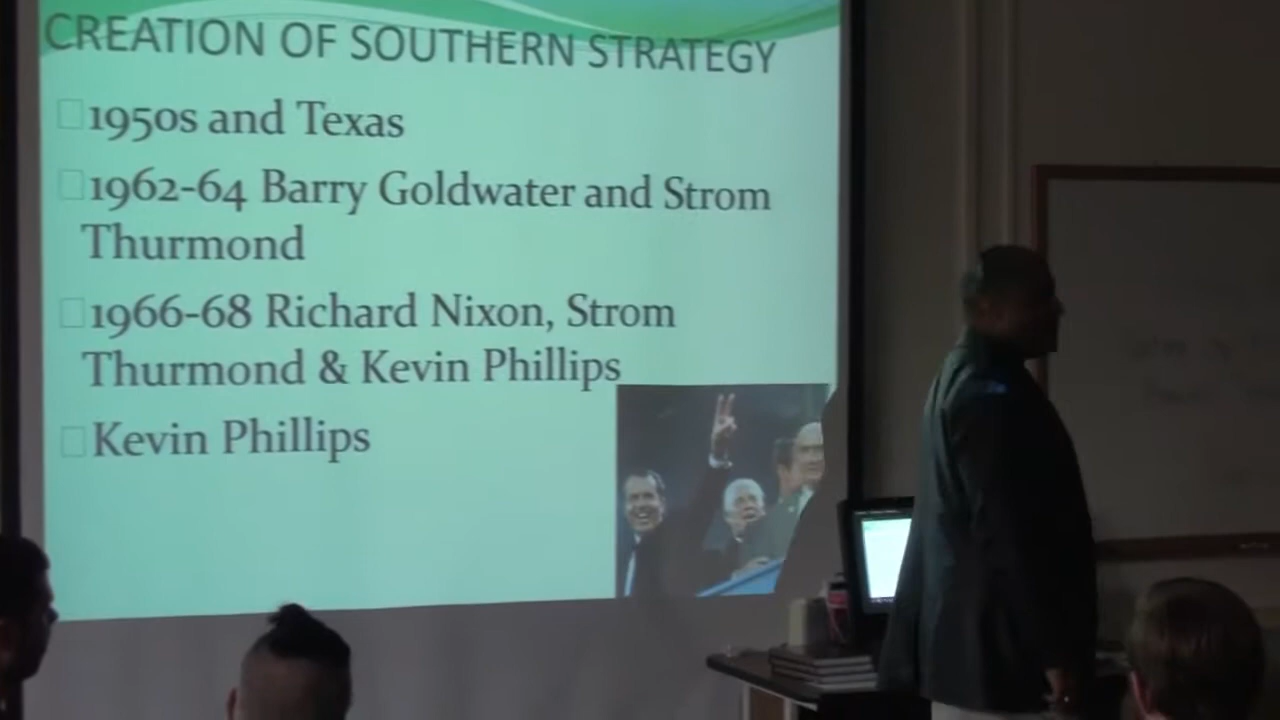 CREATION OF SOUTHERN STRATEGY
1950s and Texas
1962-64 Barry Goldwater and Strom
Thurmond
1966-68 Richard Nixon, Strom
Thurmond & Kevin Phillips
Kevin Phillips